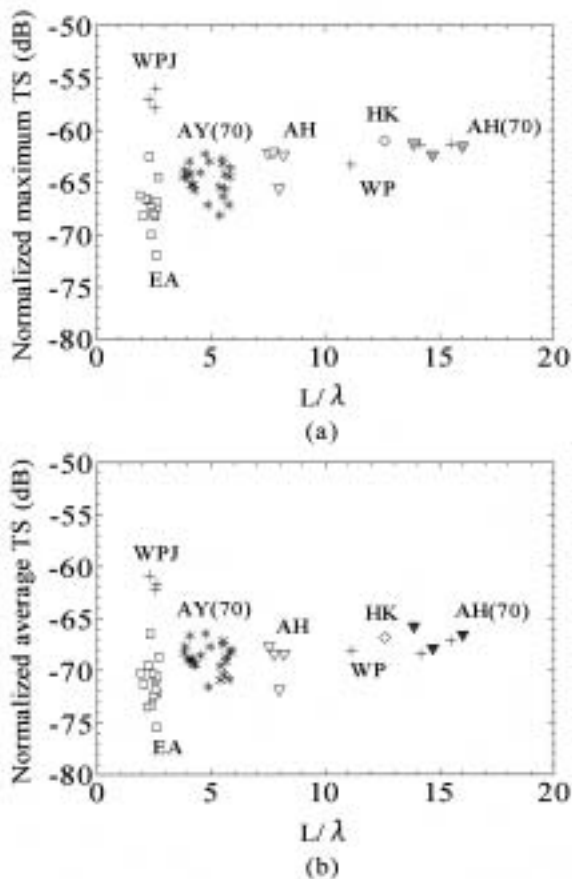 Normalized maximum TS (dB)
-50
-55
-60
-65
-70
-75
-80
WPJ
AY(70)
AH
HK
AH(70)
WP
EA
0
5
10
15
20
L/λ
(a)
Normalized average TS (dB)
-50
-55
-60
-65
-70
-75
-80
WPJ
AY(70)
AH
HK
AH(70)
WP
EA
0
5
10
15
20
L/λ
(b)